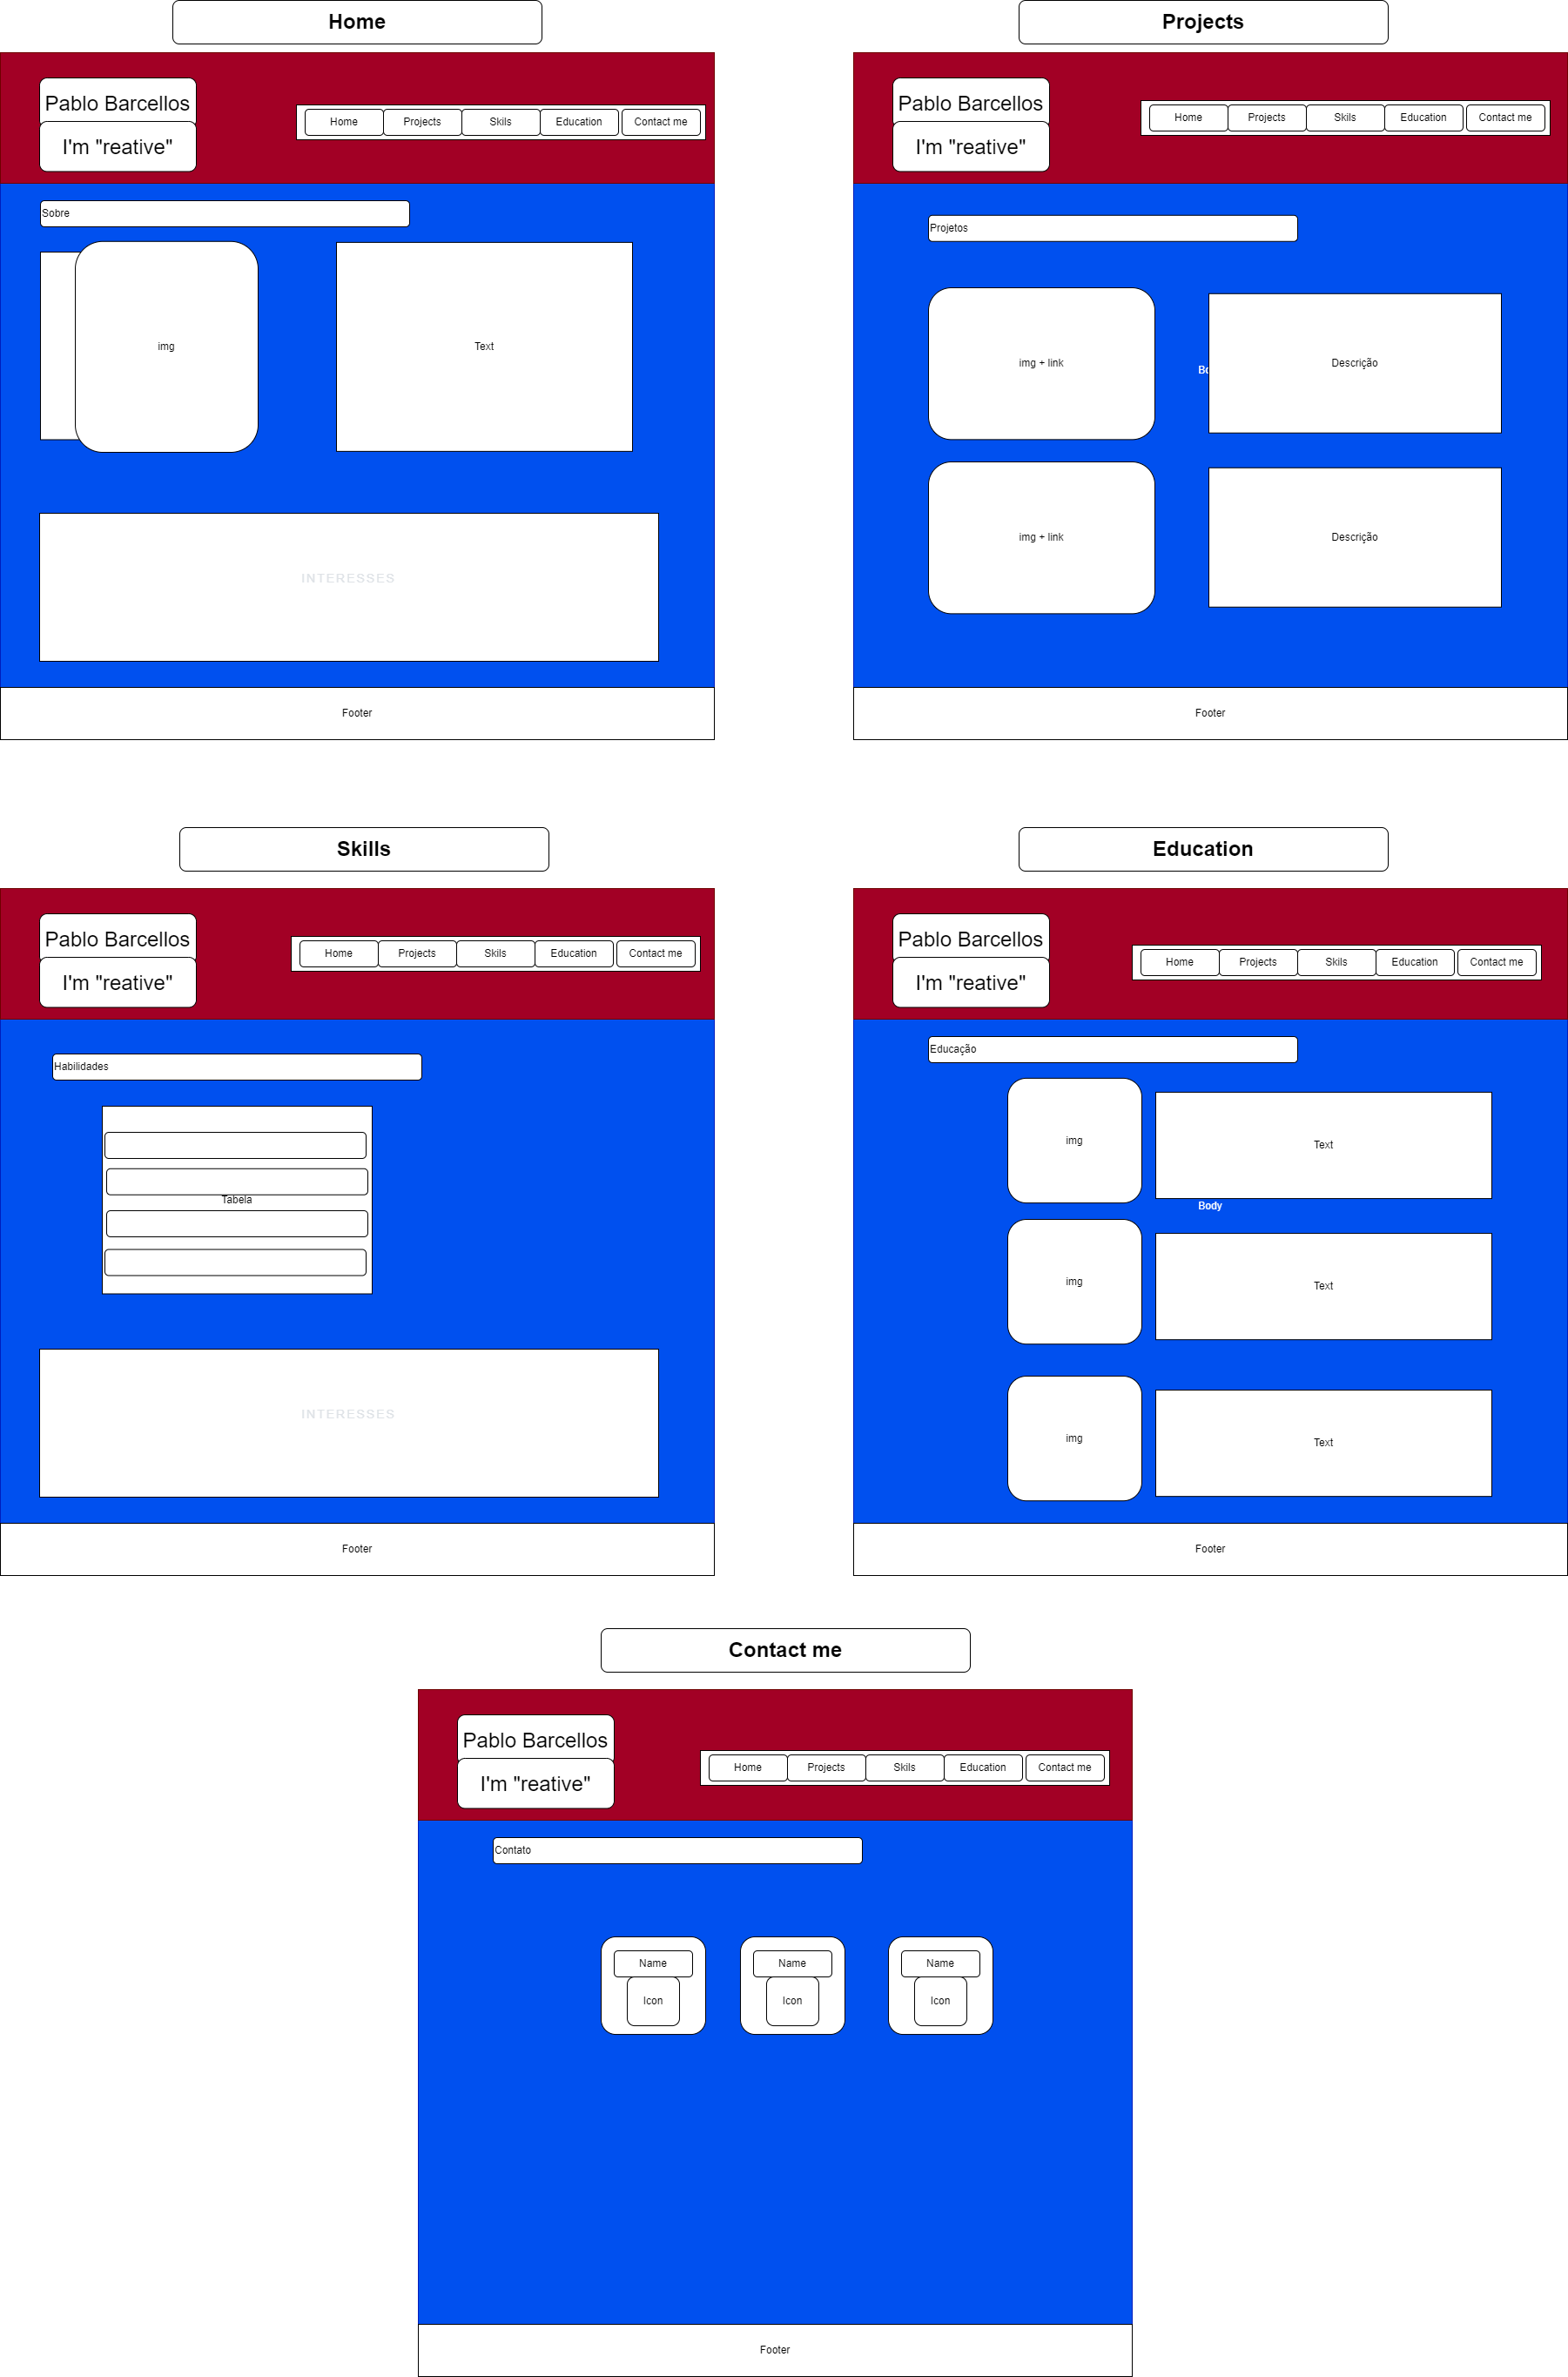 Home
Pablo Barcellos
I'm "reative"
Home Projects Skils Education Contact me
Sobre
img
Text
INTERESSES
Footer
Projects
Pablo Barcellos
I'm "reative"
Home Projects Skils Education Contact me
Projetos
img + link
Descrição
img + link
Descrição
Footer
Skills
Pablo Barcellos
I'm "reative"
Home Projects Skils Education Contact me
Habilidades
Tabela
INTERESSES
Footer
Education
Pablo Barcellos
I'm "reative"
Home Projects Skils Education Contact me
Educação
img
Text
Body
img
Text
img
Text
Footer
Contact me
Pablo Barcellos
I'm "reative"
Home Projects Skils Education Contact me
Contato
Name Name Name
Icon Icon Icon
Footer